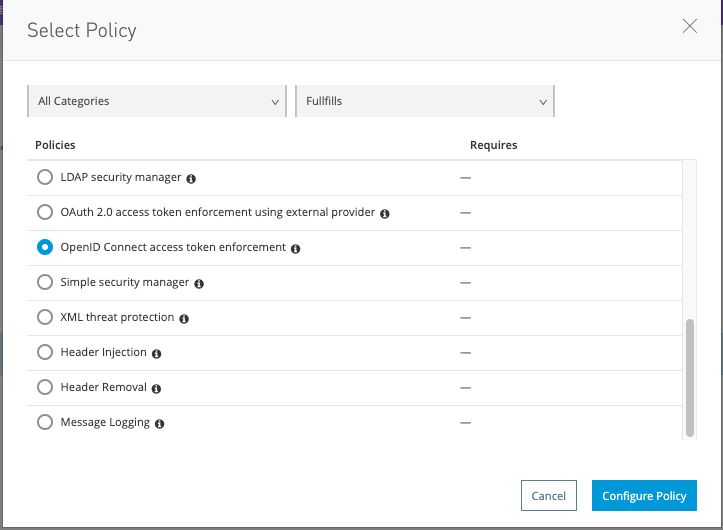 Select Policy
All Categories
Fullfills
Policies Requires
LDAP security manager —
OAuth 2.0 access token enforcement using external provider —
OpenID Connect access token enforcement —
Simple security manager —
XML threat protection —
Header Injection —
Header Removal —
Message Logging —
Cancel Configure Policy